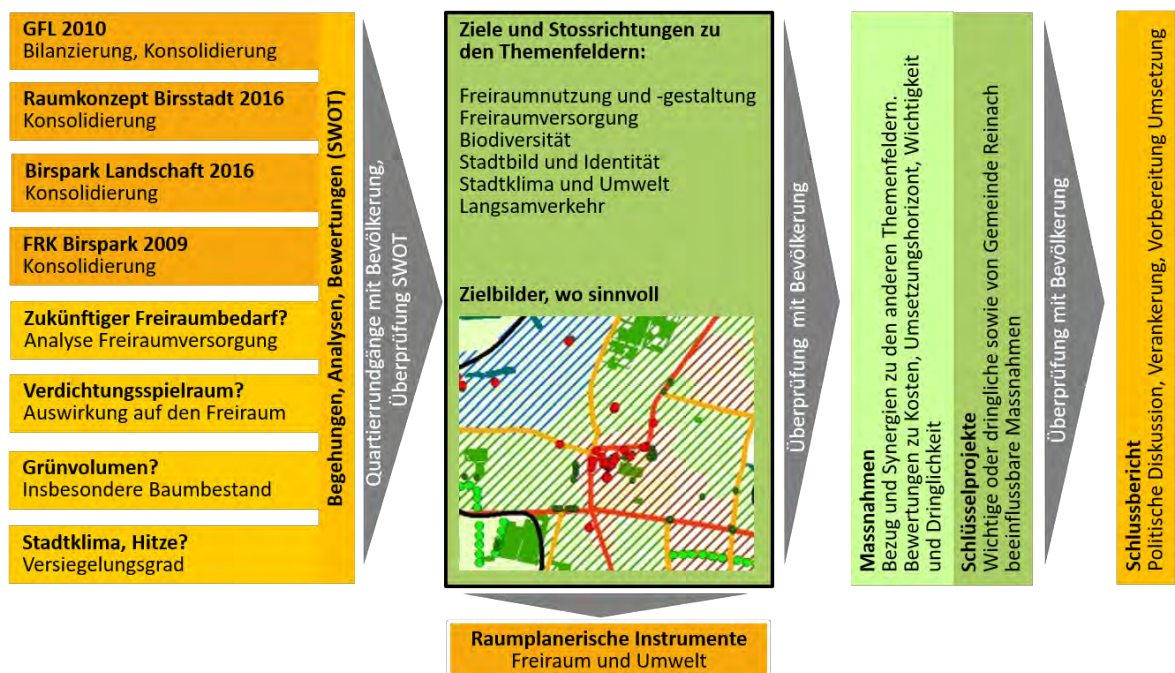 GFL 2010
Bilanzierung, Konsolidierung
Raumkonzept Birsstadt 2016
Konsolidierung
Birspark Landschaft 2016
Konsolidierung
FRK Birspark 2009
Konsolidierung
Zukünftiger Freiraumbedarf?
Analyse Freiraumversorgung
Verdichtungsspielraum?
Auswirkung auf den Freiraum
Grünvolumen?
Insbesondere Baumbestand
Stadtklima, Hitze?
Versiegelungsgrad
Begehungen, Analysen, Bewertungen (SWOT)
Quartierrundgänge mit Bevölkerung,
Überprüfung SWOT
Ziele und Stossrichtungen zu
den Themenfeldern:
Freiraumnutzung und -gestaltung
Freiraumversorgung
Biodiversität
Stadtbild und Identität
Stadtklima und Umwelt
Langsamverkehr
Zielbilder, wo sinnvoll
Raumplanerische Instrumente
Freiraum und Umwelt
Überprüfung mit Bevölkerung
Massnahmen
Bezug und Synergien zu den anderen Themenfeldern.
Bewertungen zu Kosten, Umsetzungshorizont, Wichtigkeit
und Dringlichkeit
Schlüsselprojekte
Wichtige oder dringliche sowie von Gemeinde Reinach
beeinflussbare Massnahmen
Überprüfung mit Bevölkerung
Schlussbericht
Politische Diskussion, Verankerung, Vorbereitung Umsetzung